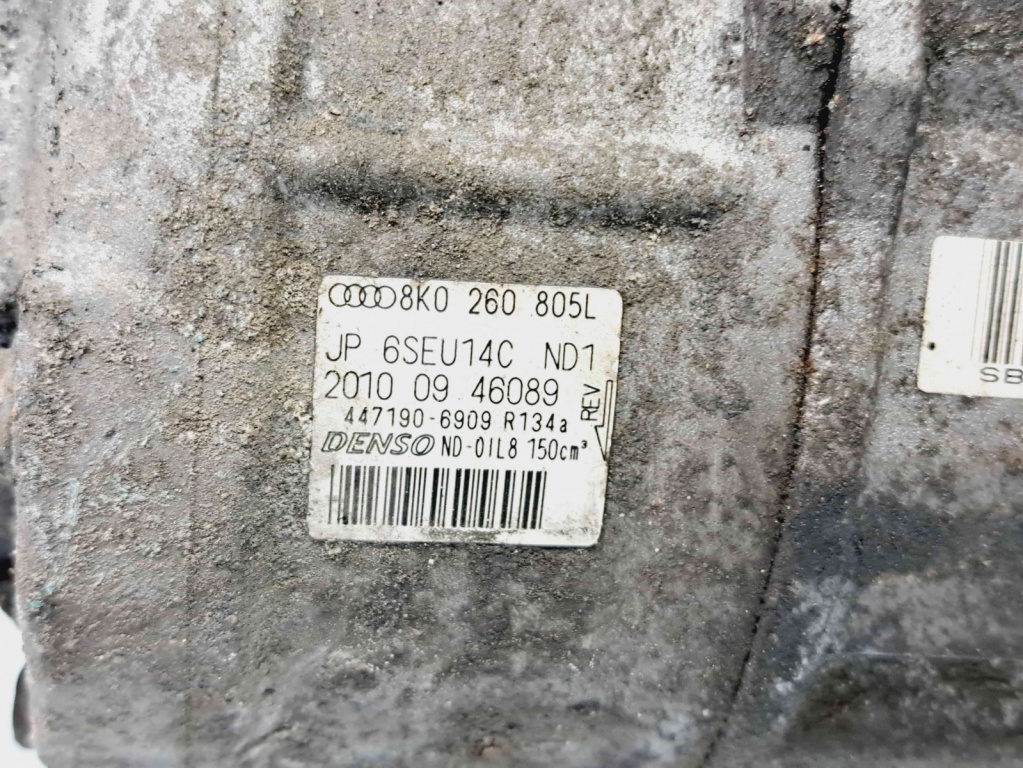 8K0 260 805L
JP 6SEU14C ND1
2010 09 46089
447190-6909 R134a
DENSO ND-OIL8 150cm³
REV
SB